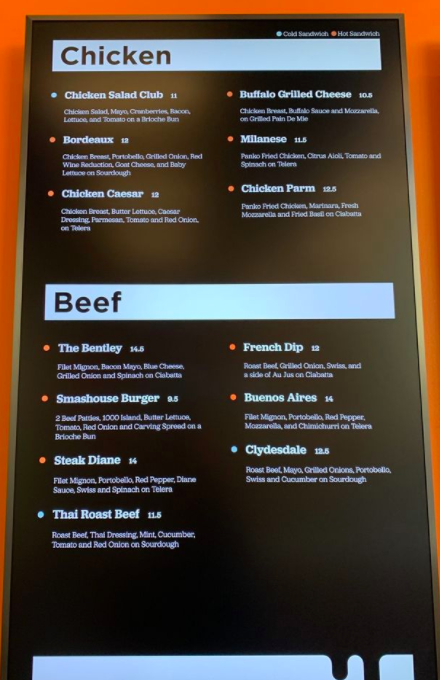 Cold Sandwich Hot Sandwich
Chicken
Chicken Salad Club 11
Chicken Salad, Mayo, Cranberries, Bacon,
Lettuce, and Tomato on a Brioche Bun
Bordeaux 12
Chicken Breast, Portobello, Grilled Onion, Red
Wine Reduction, Goat Cheese, and Baby
Lettuce on Sourdough
Chicken Caesar 12
Chicken Breast, Butter Lettuce, Caesar
Dressing, Parmesan, Tomato and Red Onion,
on Telera
Buffalo Grilled Cheese 10.5
Chicken Breast, Buffalo Sauce and Mozzarella,
on Grilled Pain De Mie
Milanese 11.5
Panko Fried Chicken, Citrus Aioli, Tomato and
Spinach on Telera
Chicken Parm 12.5
Panko Fried Chicken, Marinara, Fresh
Mozzarella and Fried Basil on Ciabatta
Beef
The Bentley 14.5
Filet Mignon, Bacon Mayo, Blue Cheese,
Grilled Onion and Spinach on Ciabatta
Smashouse Burger 9.5
2 Beef Patties, 1000 Island, Butter Lettuce,
Tomato, Red Onion and Carving Spread on a
Brioche Bun
Steak Diane 14
Filet Mignon, Portobello, Red Pepper, Diane
Sauce, Swiss and Spinach on Telera
Thai Roast Beef 11.5
Roast Beef, Thai Dressing, Mint, Cucumber,
Tomato and Red Onion on Sourdough
French Dip 12
Roast Beef, Grilled Onion, Swiss, and
a side of Au Jus on Ciabatta
Buenos Aires 14
Filet Mignon, Portobello, Red Pepper,
Mozzarella, and Chimichurri on Telera
Clydesdale 12.5
Roast Beef, Mayo, Grilled Onions, Portobello,
Swiss and Cucumber on Sourdough